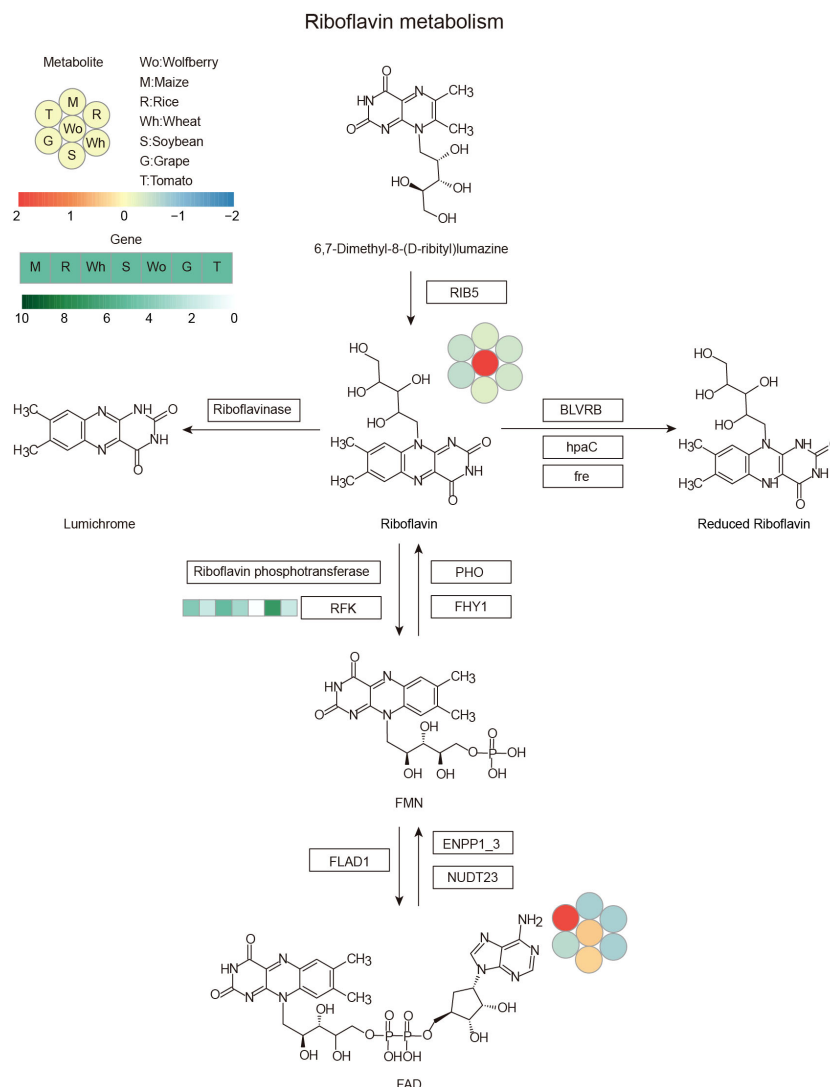 Riboflavin metabolism
Metabolite
Wo:Wolfberry
M:Maize
R:Rice
Wh:Wheat
S:Soybean
G:Grape
T:Tomato
M
T
R
Wo
G
Wh
S
2 1 0 -1 -2
Gene
M R Wh S Wo G T
10 8 6 4 2 0
O
N
CH3
HN
O
N
N
CH3
OH
HO
OH
OH
6,7-Dimethyl-8-(D-ribityl)lumazine
RIB5
HO
OH
HO
HO
H3C
N
N
O
H3C
N
NH
O
Riboflavin
Riboflavinase
H3C
N
NH
O
H3C
N
NH
O
Lumichrome
BLVRB
hpaC
fre
HO
OH
HO
HO
H3C
N
HN
O
H3C
NH
NH
O
Reduced Riboflavin
Riboflavin phosphotransferase
RFK
PHO
FHY1
O
N
CH3
HN
O
N
N
CH3
OH
O
O
P
OH
OH
OH
OH
FMN
FLAD1
ENPP1_3
NUDT23
NH2
N
N
N
N
O
N
CH3
HN
O
N
N
CH3
OH
O
O
O
O
P
P
O
OH
OH
OH
OH
OH
OH
FAD